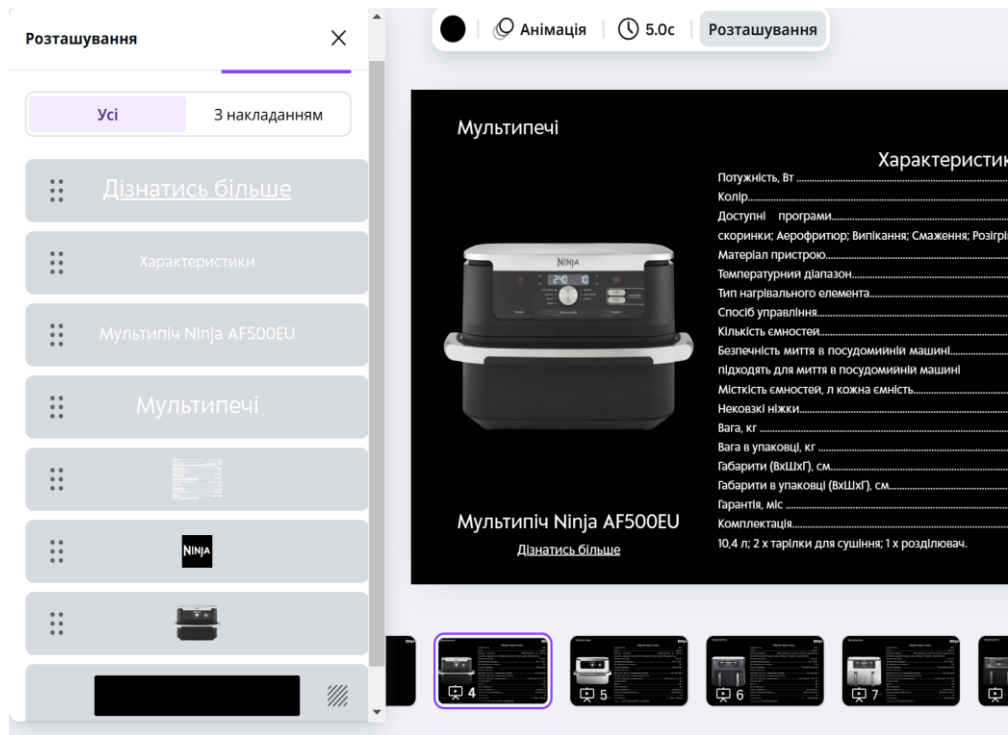 Розташування
Усі
З накладанням
Дізнатись більше
Характеристики
Мультипіч Ninja AF500EU
Мультипечі
NINJA
Анімація
5.0с
Розташування
Мультипечі
Характеристик
Потужність, Вт
Колір
Доступні програми
скоринки; Аерофритюр; Випікання; Смаження; Розігрі
Матеріал пристрою
Температурний діапазон
Тип нагрівального елемента
Спосіб управління
Кількість ємностей
Безпечність миття в посудомийній машині
підходять для миття в посудомийній машині
Місткість ємностей, л кожна ємність
Нековзкі ніжки
Вага, кг
Вага в упаковці, кг
Габарити (ВхШхГ), см
Габарити в упаковці (ВхШхГ), см
Гарантія, міс
Комплектація
10,4 л; 2 х тарілки для сушіння; 1 х розділювач.
NINJA
240 10
Мультипіч Ninja AF500EU
Дізнатись більше
4
5
6
7